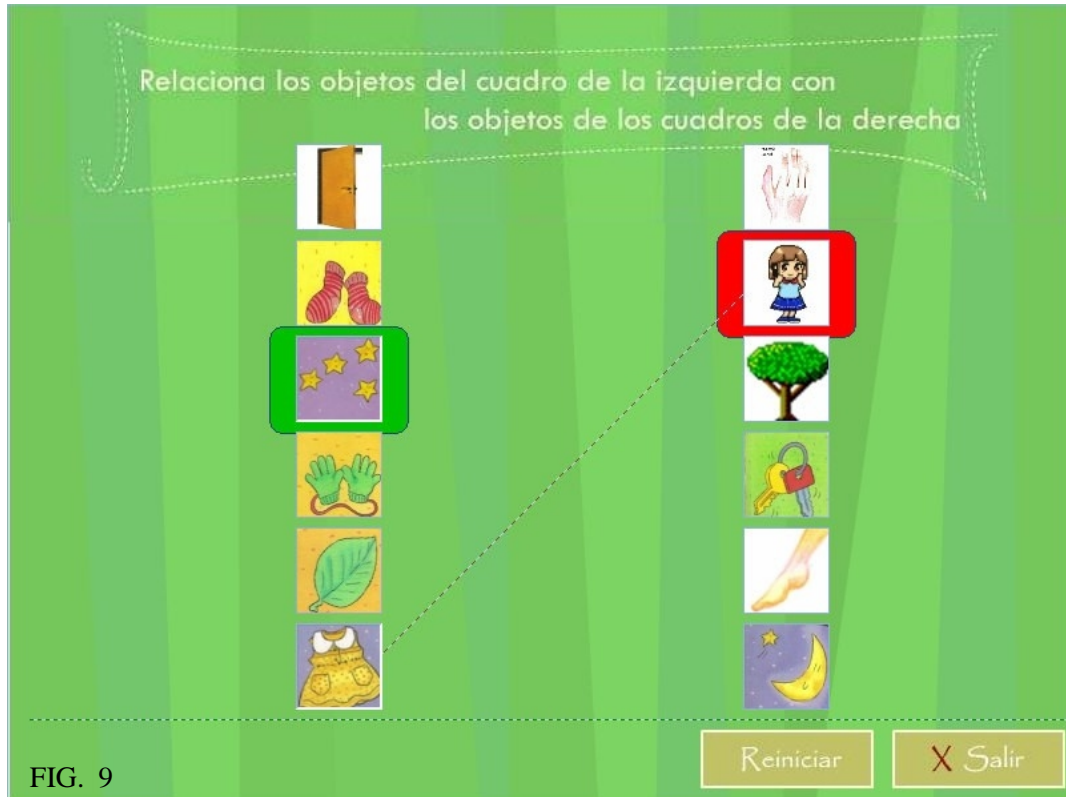 Relaciona los objetos del cuadro de la izquierda con
los objetos de los cuadros de la derecha
Reiniciar
X Salir
FIG. 9